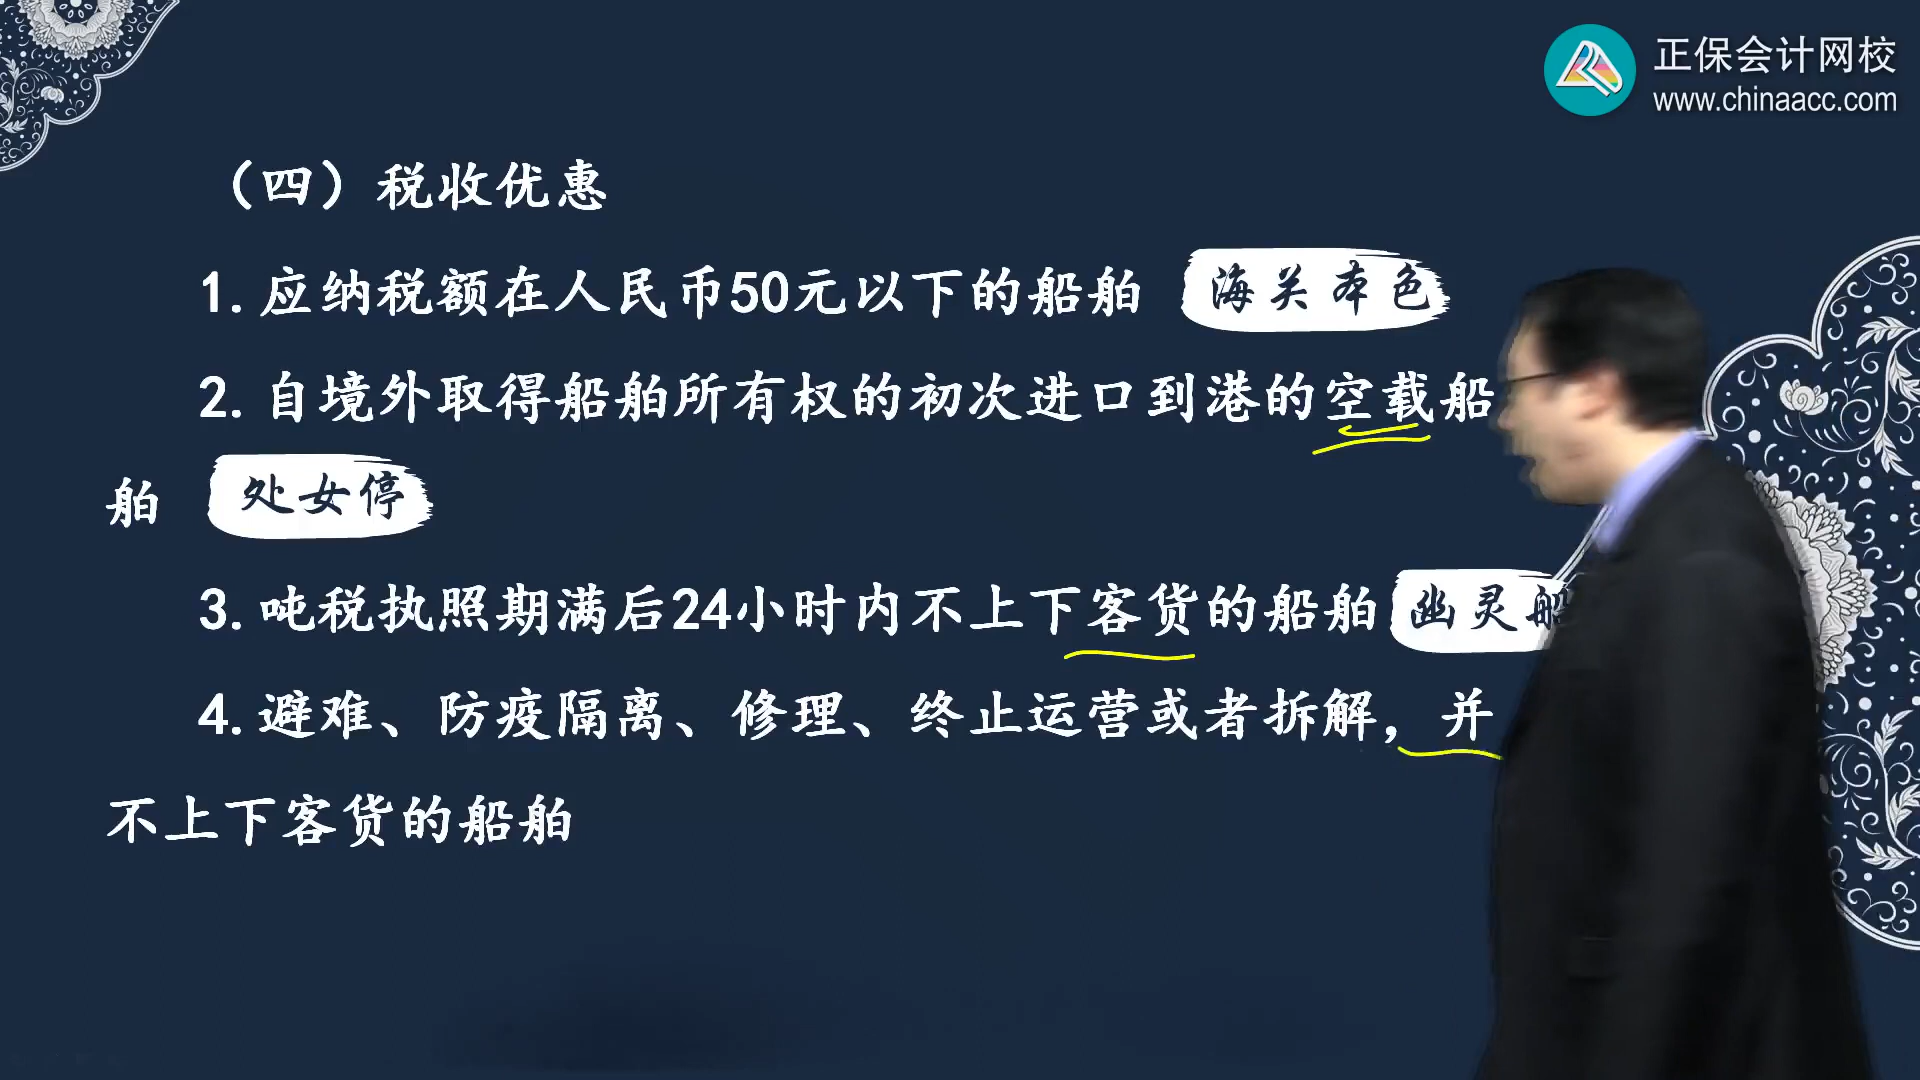 正保会计网校
www.chinaacc.com
（四）税收优惠
1.应纳税额在人民币50元以下的船舶 海关本色
2.自境外取得船舶所有权的初次进口到港的空载船
舶 处女停
3.吨税执照期满后24小时内不上下客货的船舶 幽灵船
4.避难、防疫隔离、修理、终止运营或者拆解，并
不上下客货的船舶